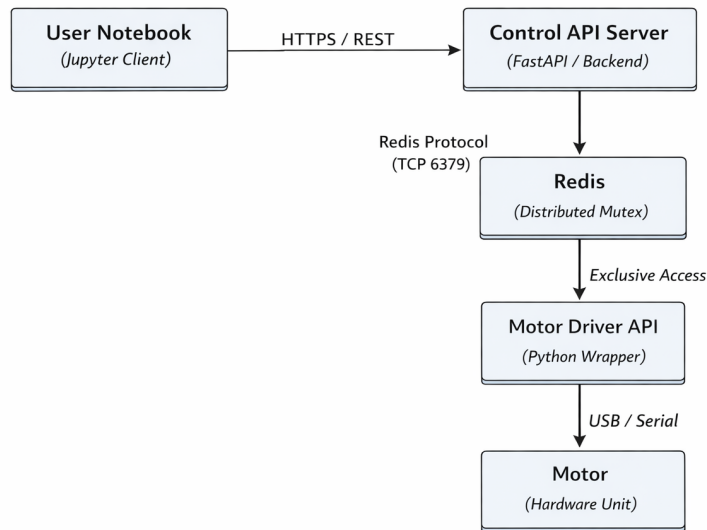 User Notebook
(Jupyter Client)
HTTPS / REST
Control API Server
(FastAPI / Backend)
Redis Protocol
(TCP 6379)
Redis
(Distributed Mutex)
Exclusive Access
Motor Driver API
(Python Wrapper)
USB / Serial
Motor
(Hardware Unit)